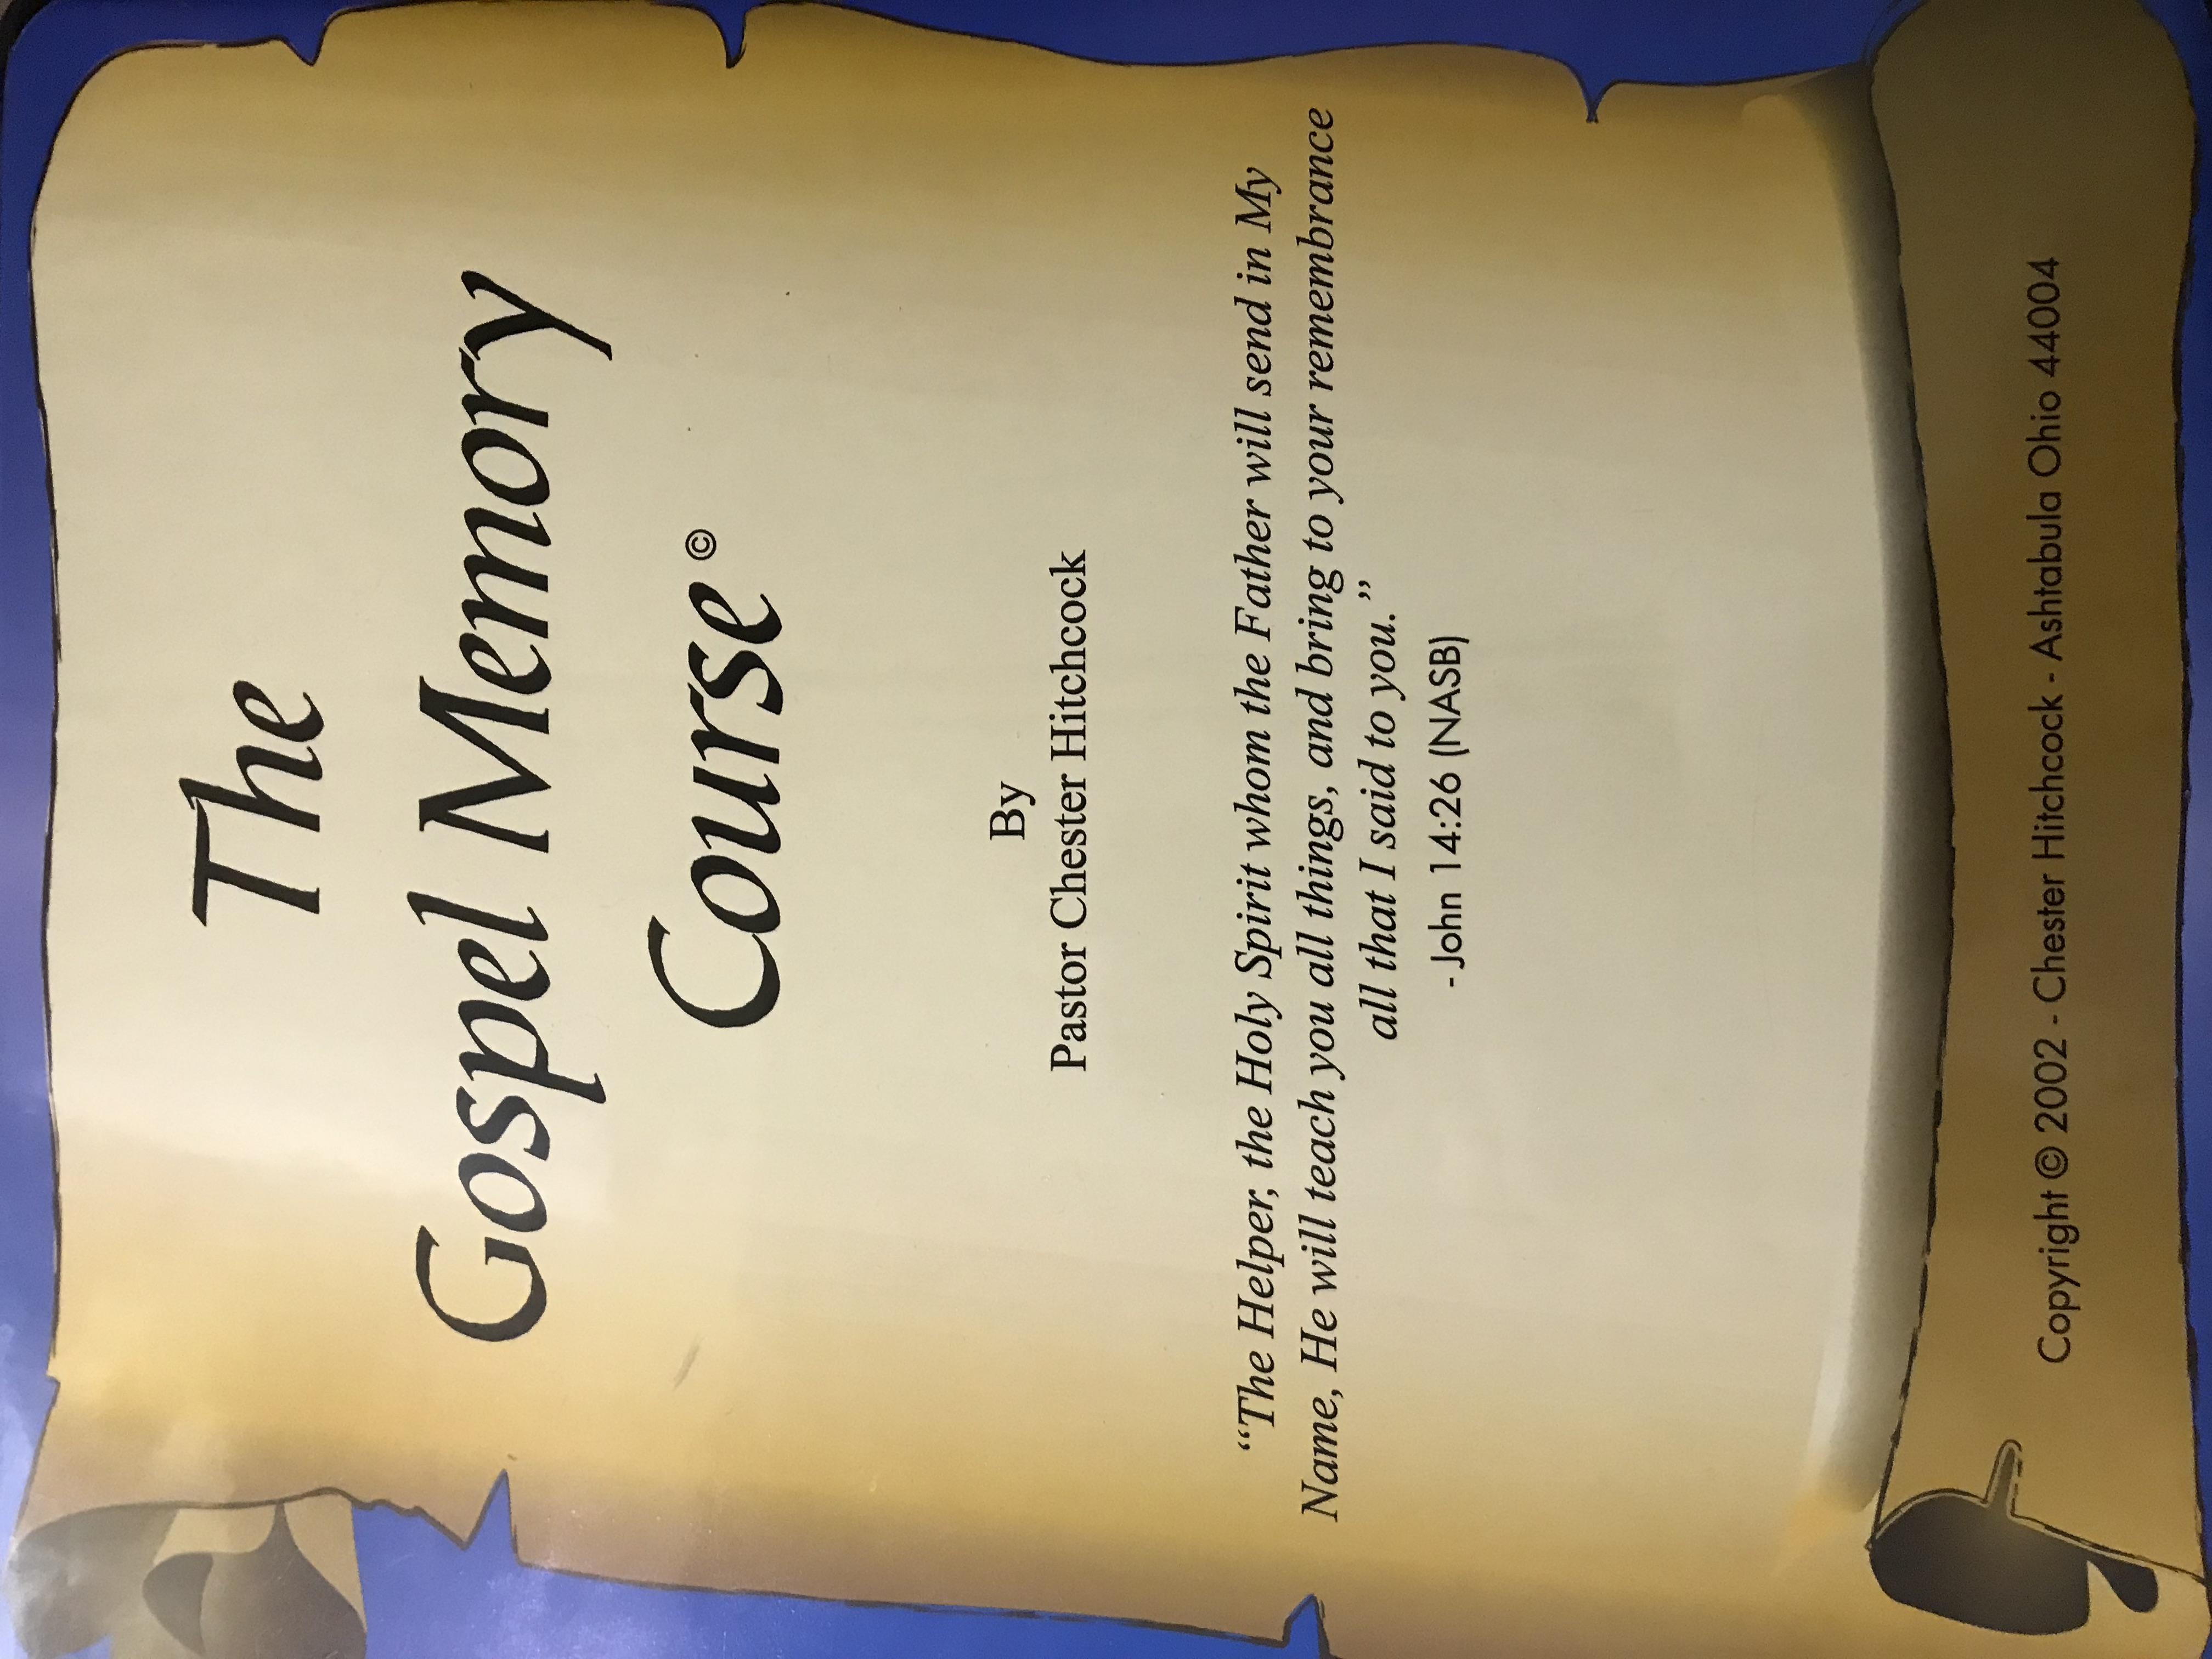 The
Gospel Memory
Course©
By
Pastor Chester Hitchcock
“The Helper, the Holy Spirit whom the Father will send in My
Name, He will teach you all things, and bring to your remembrance
all that I said to you.”
- John 14:26 (NASB)
Copyright © 2002 - Chester Hitchcock - Ashtabula Ohio 44004